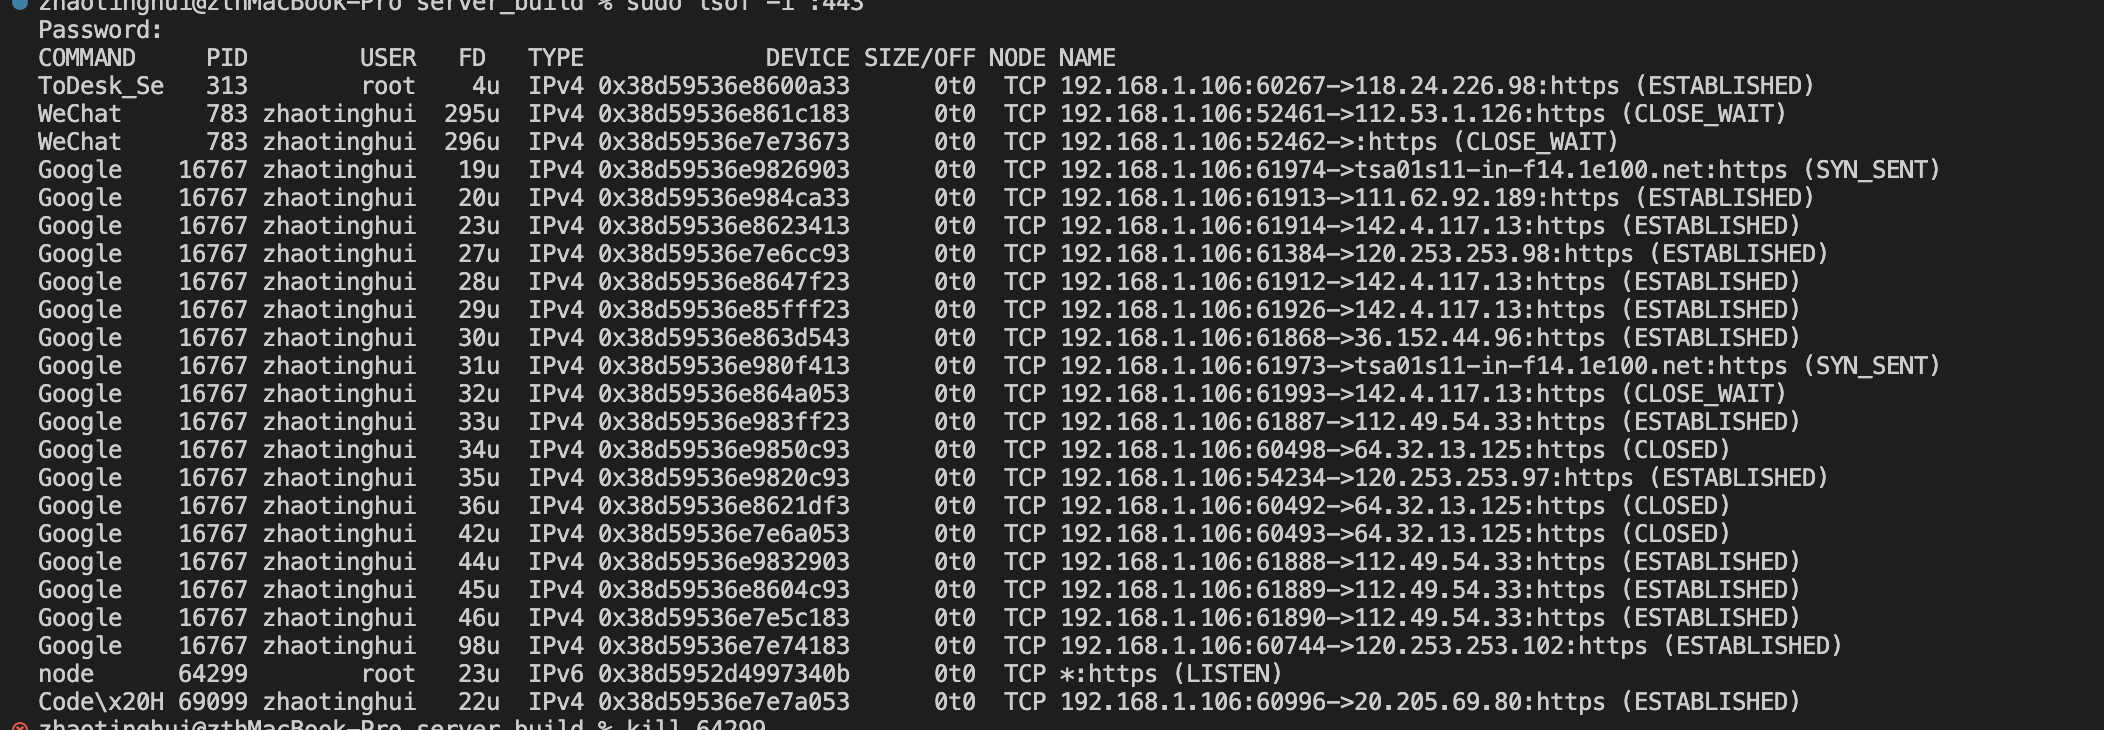 zhaotinghui@zthMacBook-Pro server_build % sudo lsof -i :443
Password:
COMMAND     PID        USER   FD   TYPE             DEVICE SIZE/OFF NODE NAME
ToDesk_Se   313        root    4u  IPv4 0x38d59536e8600a33      0t0  TCP 192.168.1.106:60267->118.24.226.98:https (ESTABLISHED)
WeChat      783 zhaotinghui  295u  IPv4 0x38d59536e861c183      0t0  TCP 192.168.1.106:52461->112.53.1.126:https (CLOSE_WAIT)
WeChat      783 zhaotinghui  296u  IPv4 0x38d59536e7e73673      0t0  TCP 192.168.1.106:52462->:https (CLOSE_WAIT)
Google    16767 zhaotinghui   19u  IPv4 0x38d59536e9826903      0t0  TCP 192.168.1.106:61974->tsa01s11-in-f14.1e100.net:https (SYN_SENT)
Google    16767 zhaotinghui   20u  IPv4 0x38d59536e984ca33      0t0  TCP 192.168.1.106:61913->111.62.92.189:https (ESTABLISHED)
Google    16767 zhaotinghui   23u  IPv4 0x38d59536e8623413      0t0  TCP 192.168.1.106:61914->142.4.117.13:https (ESTABLISHED)
Google    16767 zhaotinghui   27u  IPv4 0x38d59536e7e6cc93      0t0  TCP 192.168.1.106:61384->120.253.253.98:https (ESTABLISHED)
Google    16767 zhaotinghui   28u  IPv4 0x38d59536e8647f23      0t0  TCP 192.168.1.106:61912->142.4.117.13:https (ESTABLISHED)
Google    16767 zhaotinghui   29u  IPv4 0x38d59536e85fff23      0t0  TCP 192.168.1.106:61926->142.4.117.13:https (ESTABLISHED)
Google    16767 zhaotinghui   30u  IPv4 0x38d59536e863d543      0t0  TCP 192.168.1.106:61868->36.152.44.96:https (ESTABLISHED)
Google    16767 zhaotinghui   31u  IPv4 0x38d59536e980f413      0t0  TCP 192.168.1.106:61973->tsa01s11-in-f14.1e100.net:https (SYN_SENT)
Google    16767 zhaotinghui   32u  IPv4 0x38d59536e864a053      0t0  TCP 192.168.1.106:61993->142.4.117.13:https (CLOSE_WAIT)
Google    16767 zhaotinghui   33u  IPv4 0x38d59536e983ff23      0t0  TCP 192.168.1.106:61887->112.49.54.33:https (ESTABLISHED)
Google    16767 zhaotinghui   34u  IPv4 0x38d59536e9850c93      0t0  TCP 192.168.1.106:60498->64.32.13.125:https (CLOSED)
Google    16767 zhaotinghui   35u  IPv4 0x38d59536e9820c93      0t0  TCP 192.168.1.106:54234->120.253.253.97:https (ESTABLISHED)
Google    16767 zhaotinghui   36u  IPv4 0x38d59536e8621df3      0t0  TCP 192.168.1.106:60492->64.32.13.125:https (CLOSED)
Google    16767 zhaotinghui   42u  IPv4 0x38d59536e7e6a053      0t0  TCP 192.168.1.106:60493->64.32.13.125:https (CLOSED)
Google    16767 zhaotinghui   44u  IPv4 0x38d59536e9832903      0t0  TCP 192.168.1.106:61888->112.49.54.33:https (ESTABLISHED)
Google    16767 zhaotinghui   45u  IPv4 0x38d59536e8604c93      0t0  TCP 192.168.1.106:61889->112.49.54.33:https (ESTABLISHED)
Google    16767 zhaotinghui   46u  IPv4 0x38d59536e7e5c183      0t0  TCP 192.168.1.106:61890->112.49.54.33:https (ESTABLISHED)
Google    16767 zhaotinghui   98u  IPv4 0x38d59536e7e74183      0t0  TCP 192.168.1.106:60744->120.253.253.102:https (ESTABLISHED)
node      64299        root   23u  IPv6 0x38d5952d4997340b      0t0  TCP *:https (LISTEN)
Code\x20H 69099 zhaotinghui   22u  IPv4 0x38d59536e7e7a053      0t0  TCP 192.168.1.106:60996->20.205.69.80:https (ESTABLISHED)
zhaotinghui@zthMacBook-Pro server_build % kill 64299